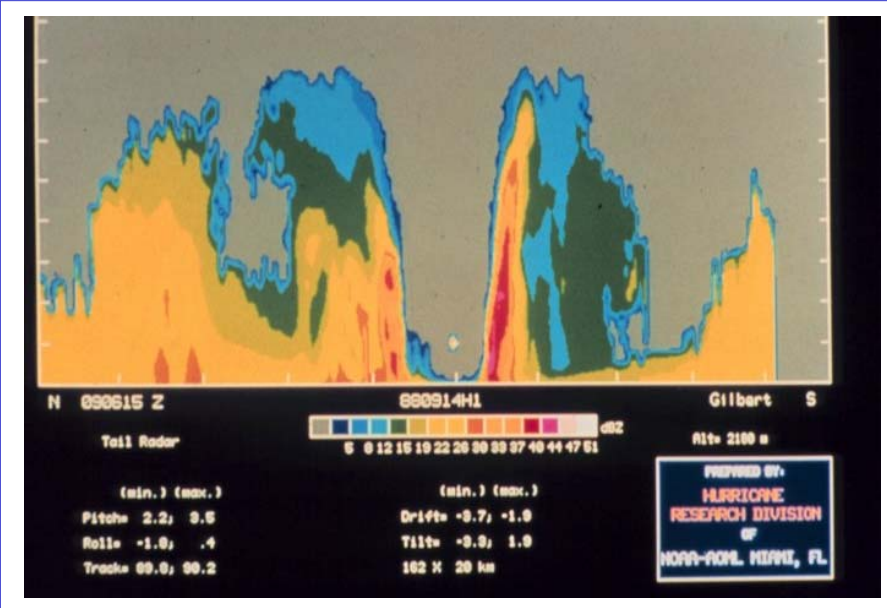 N 090615 Z 880914H1 Gilbert S
Tail Radar
5 8 12 15 19 22 26 30 33 37 40 44 47 51 dBZ
Alt= 2180 m
(min.) (max.)
Pitch= 2.2; 3.5
Roll= -1.8; .4
Track= 89.8; 90.2
(min.) (max.)
Drift= -3.7; -1.9
Tilt= -3.3; 1.9
162 X 20 km
PREPARED BY:
HURRICANE
RESEARCH DIVISION
OF
NOAA-AOML MIAMI, FL